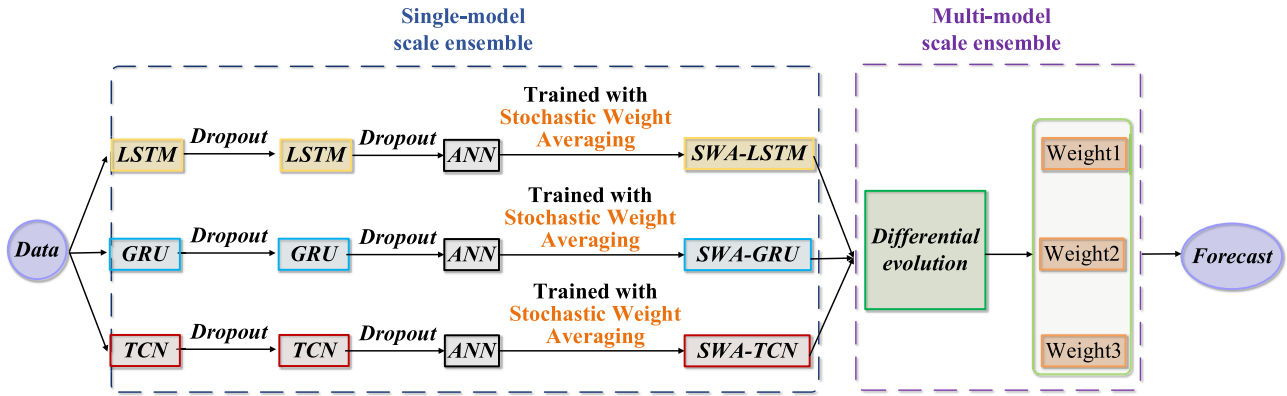 Single-model
scale ensemble
Multi-model
scale ensemble
Data
LSTM
Dropout
LSTM
Dropout
ANN
Trained with
Stochastic Weight
Averaging
SWA-LSTM
GRU
Dropout
GRU
Dropout
ANN
Trained with
Stochastic Weight
Averaging
SWA-GRU
TCN
Dropout
TCN
Dropout
ANN
Trained with
Stochastic Weight
Averaging
SWA-TCN
Differential
evolution
Weight1
Weight2
Weight3
Forecast